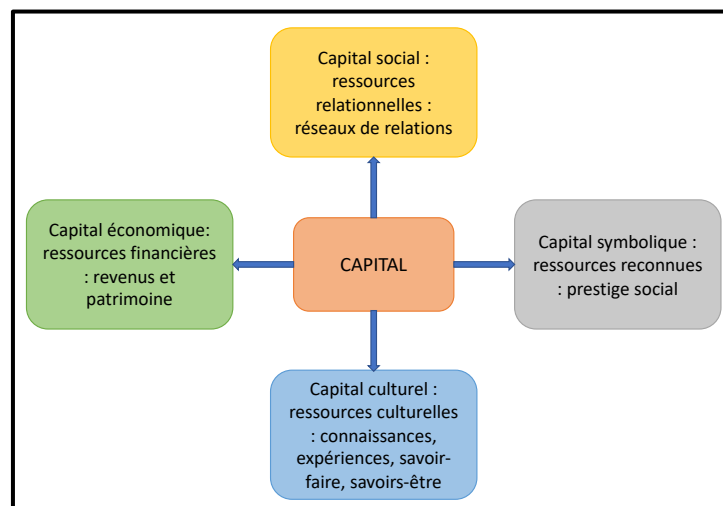 Capital social :
ressources
relationnelles :
réseaux de relations
Capital économique:
ressources financières
: revenus et
patrimoine
CAPITAL
Capital symbolique :
ressources reconnues
: prestige social
Capital culturel :
ressources culturelles
: connaissances,
expériences, savoir-
faire, savoirs-être